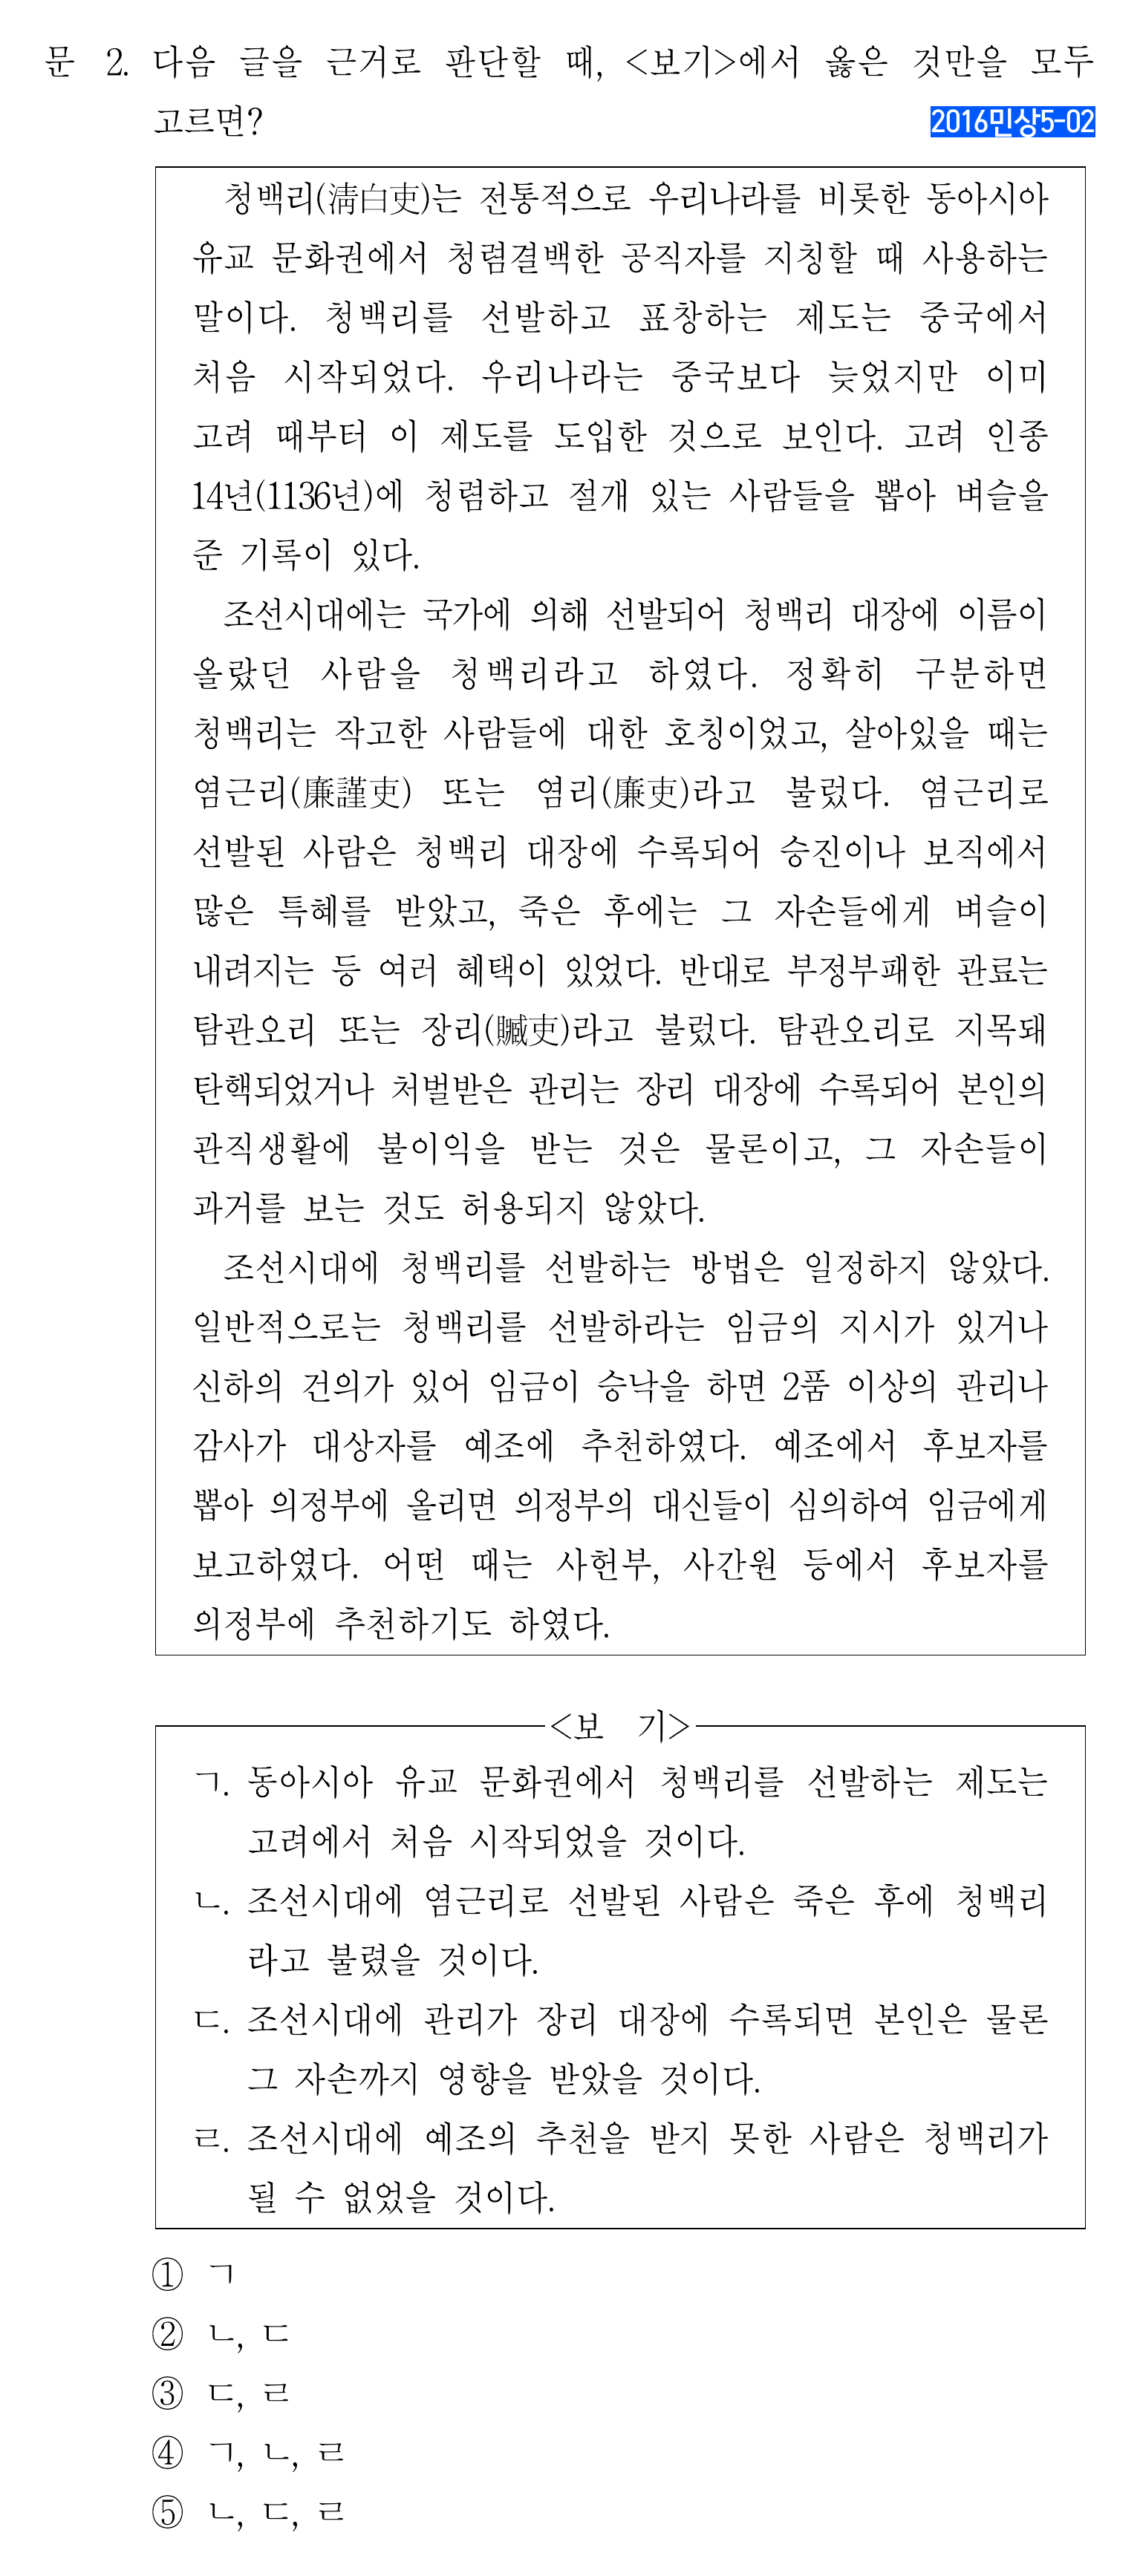 문 2. 다음 글을 근거로 판단할 때, <보기>에서 옳은 것만을 모두
고르면?
2016민상5-02
청백리(淸白吏)는 전통적으로 우리나라를 비롯한 동아시아
유교 문화권에서 청렴결백한 공직자를 지칭할 때 사용하는
말이다. 청백리를 선발하고 표창하는 제도는 중국에서
처음 시작되었다. 우리나라는 중국보다 늦었지만 이미
고려 때부터 이 제도를 도입한 것으로 보인다. 고려 인종
14년(1136년)에 청렴하고 절개 있는 사람들을 뽑아 벼슬을
준 기록이 있다.
조선시대에는 국가에 의해 선발되어 청백리 대장에 이름이
올랐던 사람을 청백리라고 하였다. 정확히 구분하면
청백리는 작고한 사람들에 대한 호칭이었고, 살아있을 때는
염근리(廉謹吏) 또는 염리(廉吏)라고 불렀다. 염근리로
선발된 사람은 청백리 대장에 수록되어 승진이나 보직에서
많은 특혜를 받았고, 죽은 후에는 그 자손들에게 벼슬이
내려지는 등 여러 혜택이 있었다. 반대로 부정부패한 관료는
탐관오리 또는 장리(贓吏)라고 불렀다. 탐관오리로 지목돼
탄핵되었거나 처벌받은 관리는 장리 대장에 수록되어 본인의
관직생활에 불이익을 받는 것은 물론이고, 그 자손들이
과거를 보는 것도 허용되지 않았다.
조선시대에 청백리를 선발하는 방법은 일정하지 않았다.
일반적으로는 청백리를 선발하라는 임금의 지시가 있거나
신하의 건의가 있어 임금이 승낙을 하면 2품 이상의 관리나
감사가 대상자를 예조에 추천하였다. 예조에서 후보자를
뽑아 의정부에 올리면 의정부의 대신들이 심의하여 임금에게
보고하였다. 어떤 때는 사헌부, 사간원 등에서 후보자를
의정부에 추천하기도 하였다.
<보 기>
ㄱ. 동아시아 유교 문화권에서 청백리를 선발하는 제도는
고려에서 처음 시작되었을 것이다.
ㄴ. 조선시대에 염근리로 선발된 사람은 죽은 후에 청백리
라고 불렸을 것이다.
ㄷ. 조선시대에 관리가 장리 대장에 수록되면 본인은 물론
그 자손까지 영향을 받았을 것이다.
ㄹ. 조선시대에 예조의 추천을 받지 못한 사람은 청백리가
될 수 없었을 것이다.
① ㄱ
② ㄴ, ㄷ
③ ㄷ, ㄹ
④ ㄱ, ㄴ, ㄹ
⑤ ㄴ, ㄷ, ㄹ